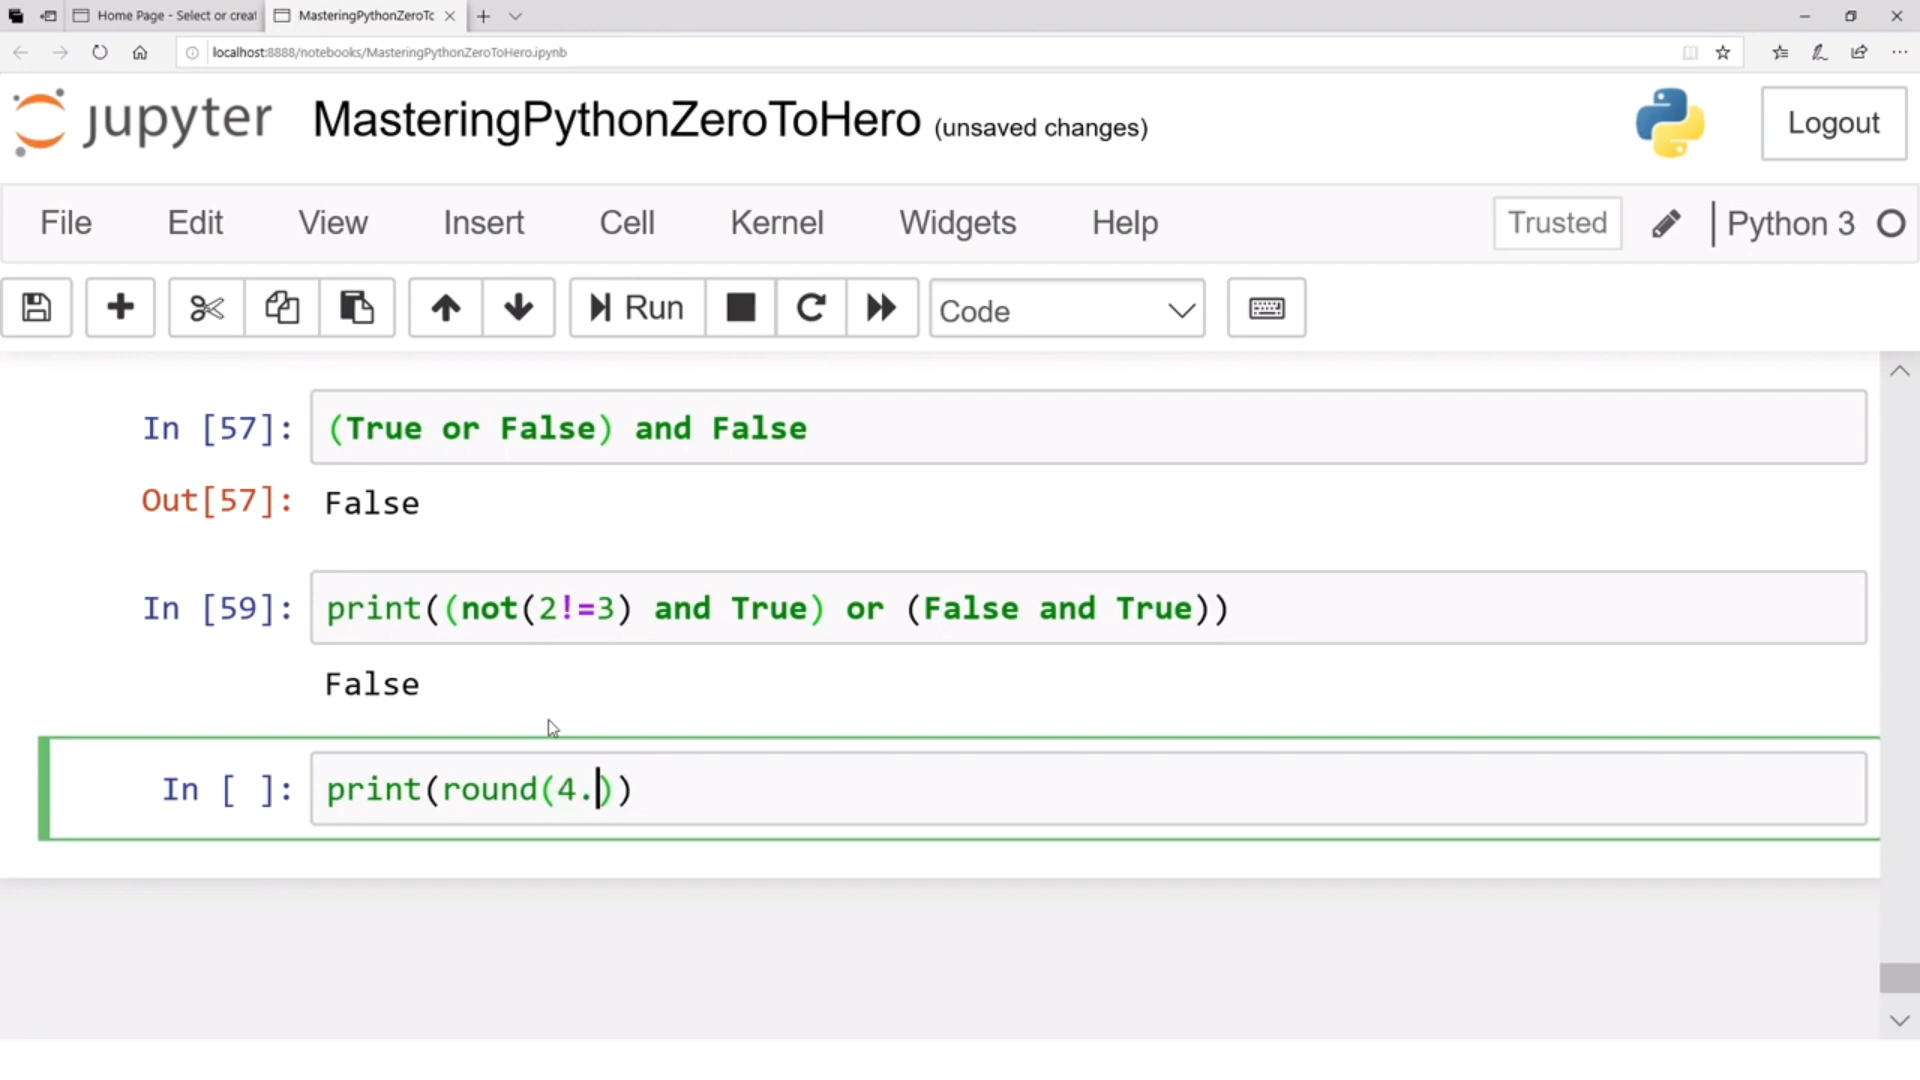 Home Page - Select or creat
MasteringPythonZeroTc
localhost:8888/notebooks/MasteringPythonZeroToHero.ipynb
jupyter MasteringPythonZeroToHero (unsaved changes)
Logout
File Edit View Insert Cell Kernel Widgets Help
Trusted
Python 3
Run
Code
In [57]: (True or False) and False
Out[57]: False
In [59]: print((not(2!=3) and True) or (False and True))
False
In [ ]: print(round(4.))